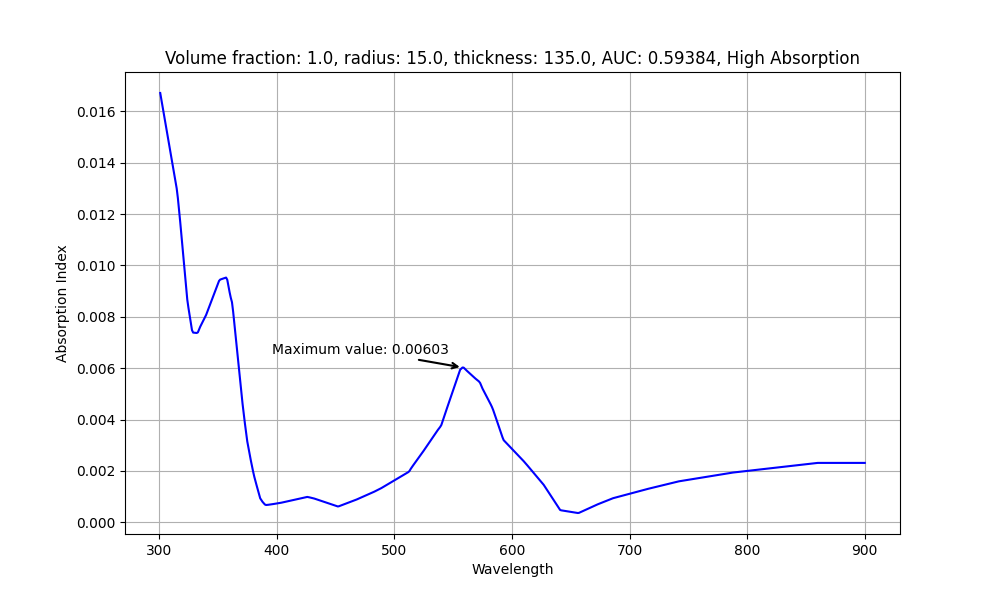 Volume fraction: 1.0, radius: 15.0, thickness: 135.0, AUC: 0.59384, High Absorption
Absorption Index
0.016
0.014
0.012
0.010
0.008
0.006
0.004
0.002
0.000
Maximum value: 0.00603
300 400 500 600 700 800 900
Wavelength